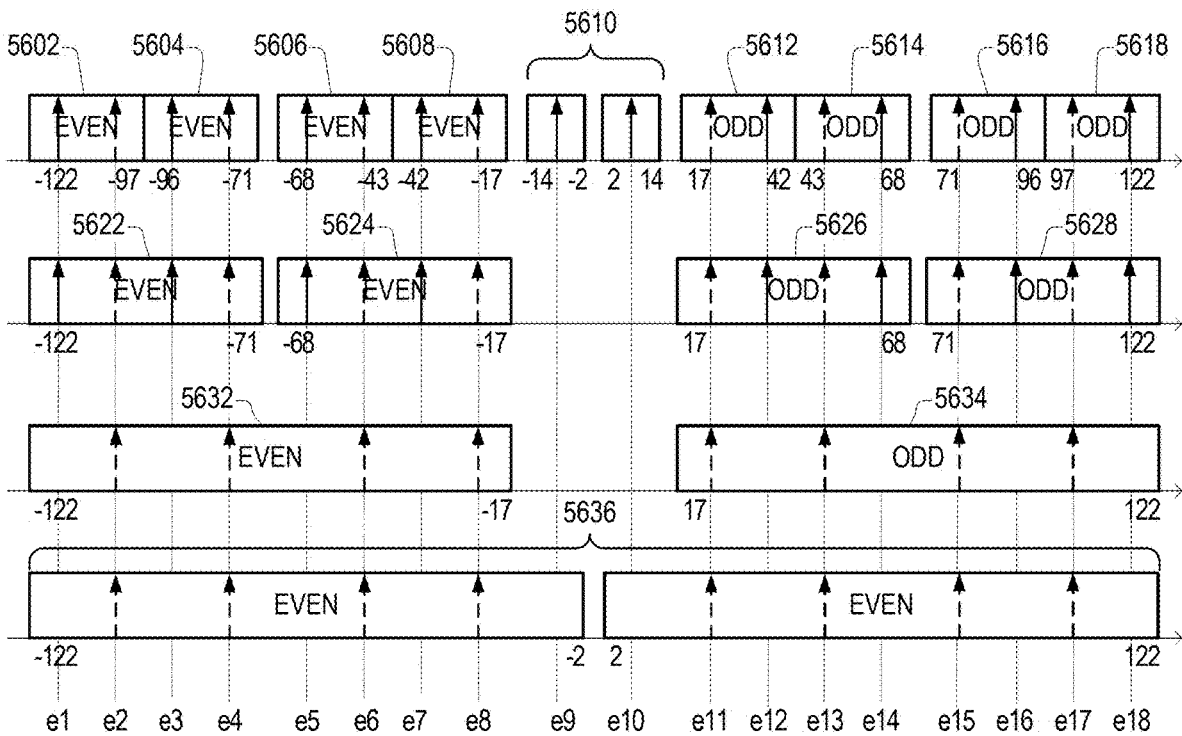 5610
5602 5604 5606 5608 5612 5614 5616 5618
EVEN EVEN EVEN EVEN ODD ODD ODD ODD
-122 -97 -96 -71 -68 -43 -42 -17 -14 -2 2 14 17 42 43 68 71 96 97 122
5622 5624 5626 5628
EVEN EVEN ODD ODD
-122 -71 -68 -17 17 68 71 122
5632 5634
EVEN ODD
-122 -17 17 122
5636
EVEN EVEN
-122 -2 2 122
e1 e2 e3 e4 e5 e6 e7 e8 e9 e10 e11 e12 e13 e14 e15 e16 e17 e18